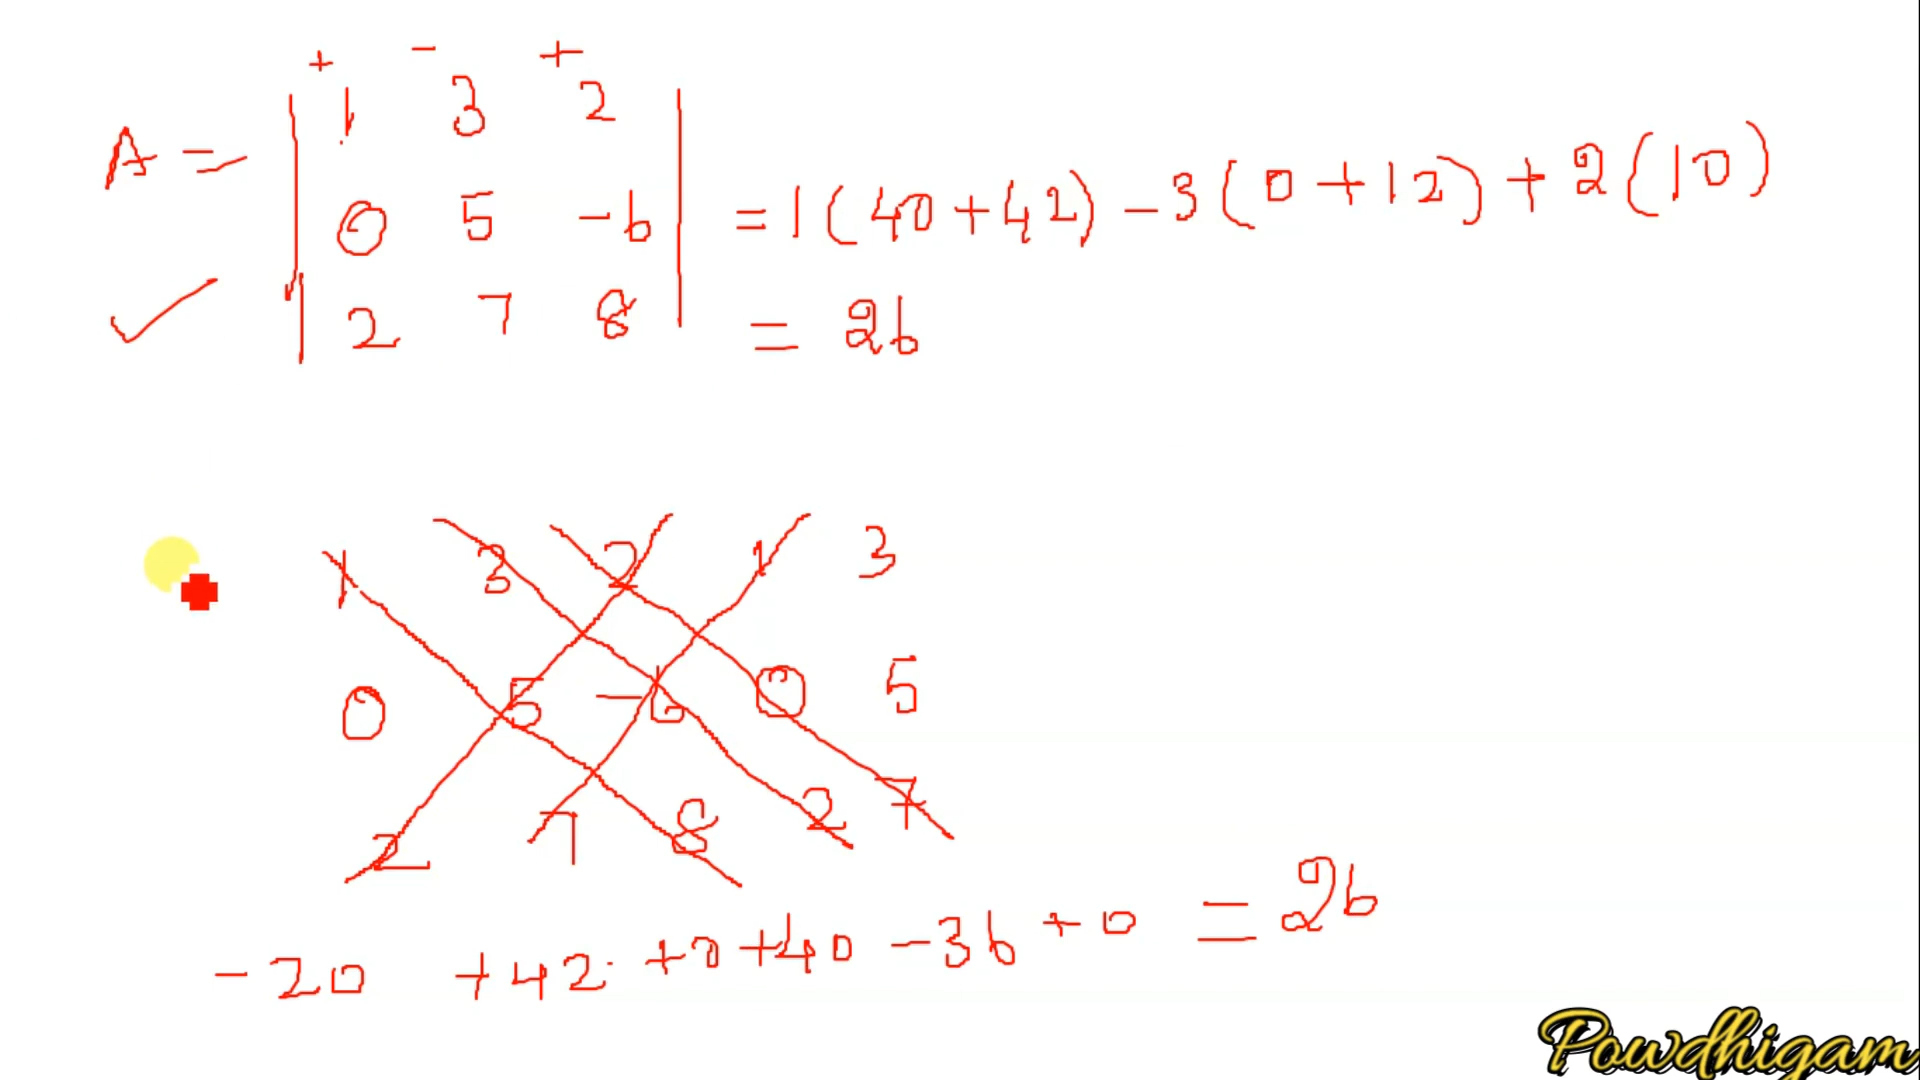 + - +
1 3 2
A = 0 5 -6 = 1(40+42) -3(0+12) +2(10)
2 7 8 = 26
1 3 2 1 3
0 5 -6 0 5
2 7 8 2 7
-20 +42 +0 +40 -36 +0 = 26
Powdhigam